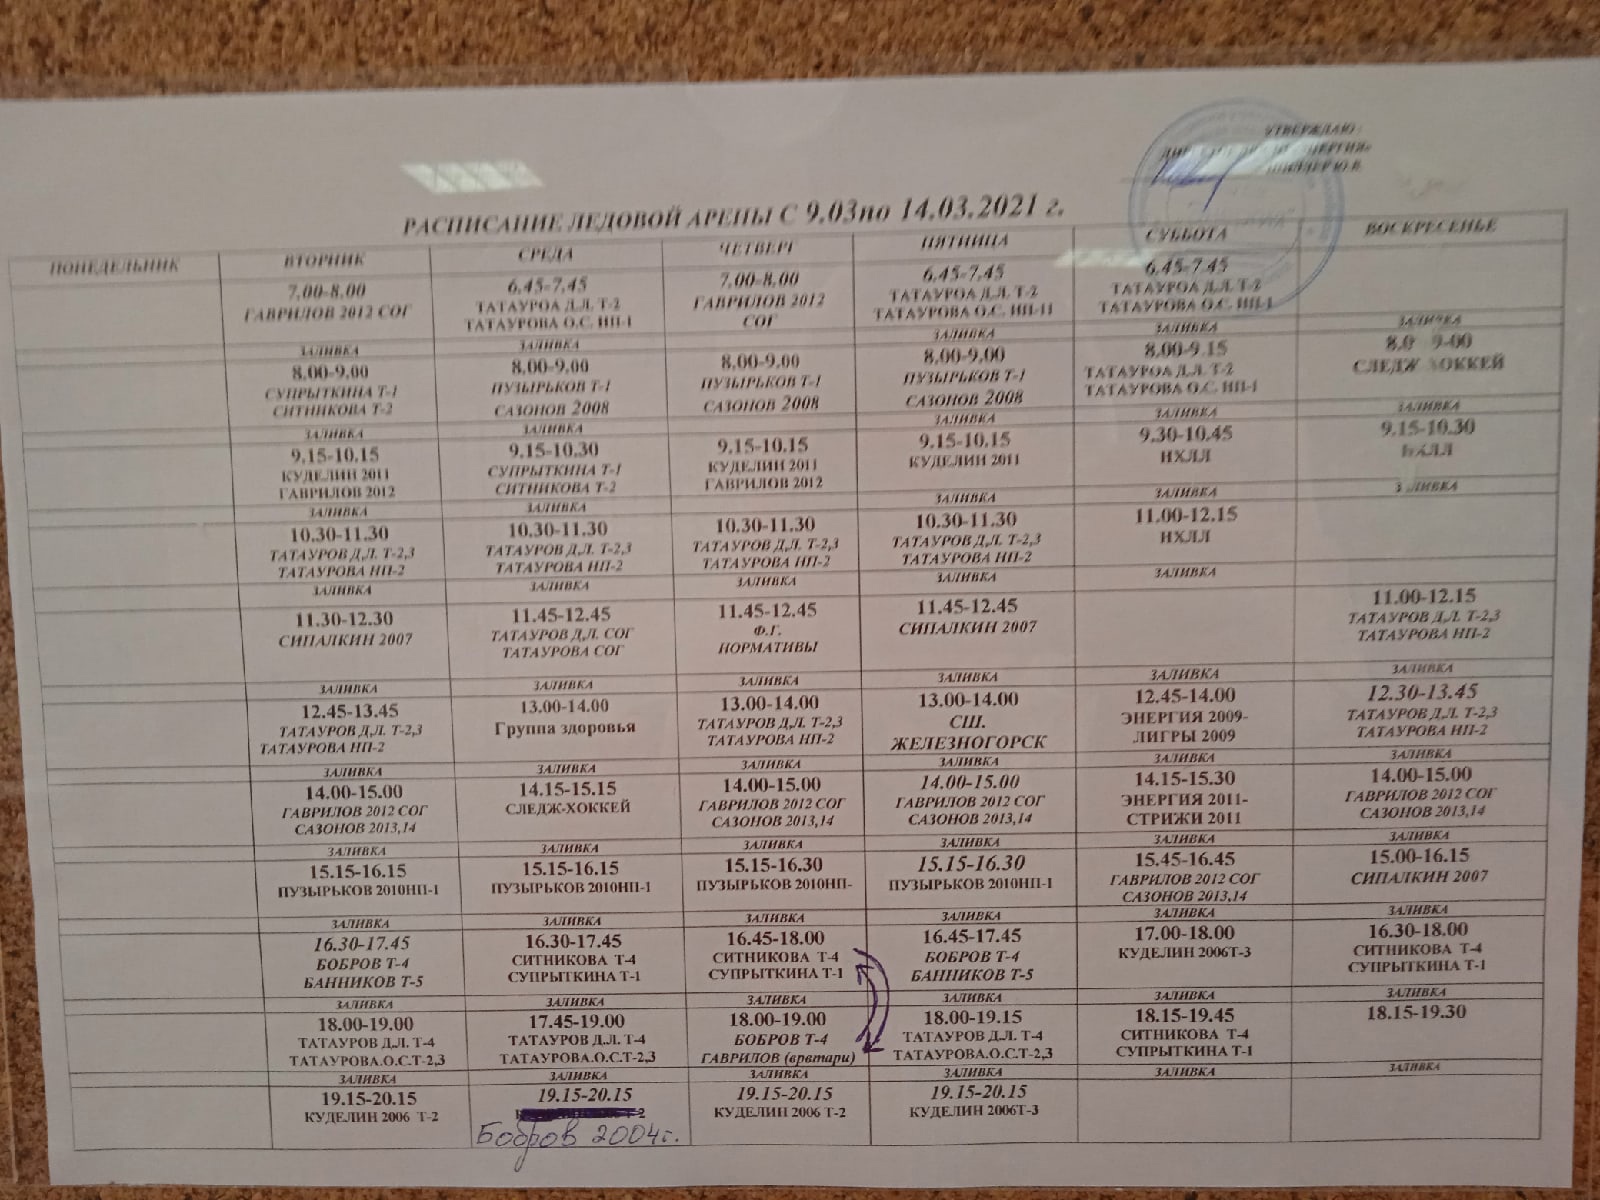 УТВЕРЖДАЮ:
РАСПИСАНИЕ ЛЕДОВОЙ АРЕНЫ С 9.03по 14.03.2021 г.
ПОНЕДЕЛЬНИК
ВТОРНИК
7.00-8.00
ГАВРИЛОВ 2012 СОГ
ЗАЛИВКА
8.00-9.00
СУПРЫТКИНА Т-1
СИТНИКОВА Т-2
ЗАЛИВКА
9.15-10.15
КУДЕЛИН 2011
ГАВРИЛОВ 2012
ЗАЛИВКА
10.30-11.30
ТАТАУРОВ Д.Л. Т-2,3
ТАТАУРОВА НП-2
ЗАЛИВКА
11.30-12.30
СИПАЛКИН 2007
ЗАЛИВКА
12.45-13.45
ТАТАУРОВ Д.Л. Т-2,3
ТАТАУРОВА НП-2
ЗАЛИВКА
14.00-15.00
ГАВРИЛОВ 2012 СОГ
САЗОНОВ 2013,14
ЗАЛИВКА
15.15-16.15
ПУЗЫРЬКОВ 2010НП-1
ЗАЛИВКА
16.30-17.45
БОБРОВ Т-4
БАННИКОВ Т-5
ЗАЛИВКА
18.00-19.00
ТАТАУРОВ Д.Л. Т-4
ТАТАУРОВА.О.С.Т-2,3
ЗАЛИВКА
19.15-20.15
КУДЕЛИН 2006 Т-2
СРЕДА
6.45-7.45
ТАТАУРОА Д.Л. Т-2
ТАТАУРОВА О.С. НП-1
ЗАЛИВКА
8.00-9.00
ПУЗЫРЬКОВ Т-1
САЗОНОВ 2008
ЗАЛИВКА
9.15-10.30
СУПРЫТКИНА Т-1
СИТНИКОВА Т-2
ЗАЛИВКА
10.30-11.30
ТАТАУРОВ Д.Л. Т-2,3
ТАТАУРОВА НП-2
ЗАЛИВКА
11.45-12.45
ТАТАУРОВ Д.Л. СОГ
ТАТАУРОВА СОГ
ЗАЛИВКА
13.00-14.00
Группа здоровья
ЗАЛИВКА
14.15-15.15
СЛЕДЖ-ХОККЕЙ
ЗАЛИВКА
15.15-16.15
ПУЗЫРЬКОВ 2010НП-1
ЗАЛИВКА
16.30-17.45
СИТНИКОВА Т-4
СУПРЫТКИНА Т-1
ЗАЛИВКА
17.45-19.00
ТАТАУРОВ Д.Л. Т-4
ТАТАУРОВА.О.С.Т-2,3
ЗАЛИВКА
19.15-20.15
Бобров 2004г.
ЧЕТВЕРГ
7.00-8.00
ГАВРИЛОВ 2012
СОГ
8.00-9.00
ПУЗЫРЬКОВ Т-1
САЗОНОВ 2008
9.15-10.15
КУДЕЛИН 2011
ГАВРИЛОВ 2012
10.30-11.30
ТАТАУРОВ Д.Л. Т-2,3
ТАТАУРОВА НП-2
ЗАЛИВКА
11.45-12.45
Ф.Г.
НОРМАТИВЫ
ЗАЛИВКА
13.00-14.00
ТАТАУРОВ Д.Л. Т-2,3
ТАТАУРОВА НП-2
ЗАЛИВКА
14.00-15.00
ГАВРИЛОВ 2012 СОГ
САЗОНОВ 2013,14
ЗАЛИВКА
15.15-16.30
ПУЗЫРЬКОВ 2010НП-
ЗАЛИВКА
16.45-18.00
СИТНИКОВА Т-4
СУПРЫТКИНА Т-1
ЗАЛИВКА
18.00-19.00
БОБРОВ Т-4
ГАВРИЛОВ (врвтари)
ЗАЛИВКА
19.15-20.15
КУДЕЛИН 2006 Т-2
ПЯТНИЦА
6.45-7.45
ТАТАУРОА Д.Л. Т-2
ТАТАУРОВА О.С. НП-11
ЗАЛИВКА
8.00-9.00
ПУЗЫРЬКОВ Т-1
САЗОНОВ 2008
ЗАЛИВКА
9.15-10.15
КУДЕЛИН 2011
ЗАЛИВКА
10.30-11.30
ТАТАУРОВ Д.Л. Т-2,3
ТАТАУРОВА НП-2
ЗАЛИВКА
11.45-12.45
СИПАЛКИН 2007
ЗАЛИВКА
13.00-14.00
СШ.
ЖЕЛЕЗНОГОРСК
ЗАЛИВКА
14.00-15.00
ГАВРИЛОВ 2012 СОГ
САЗОНОВ 2013,14
ЗАЛИВКА
15.15-16.30
ПУЗЫРЬКОВ 2010НП-1
ЗАЛИВКА
16.45-17.45
БОБРОВ Т-4
БАННИКОВ Т-5
ЗАЛИВКА
18.00-19.15
ТАТАУРОВ Д.Л. Т-4
ТАТАУРОВА.О.С.Т-2,3
ЗАЛИВКА
19.15-20.15
КУДЕЛИН 2006Т-3
СУББОТА
6.45-7.45
ТАТАУРОА Д.Л. Т-2
ТАТАУРОВА О.С. НП-1
ЗАЛИВКА
8.00-9.15
ТАТАУРОА Д.Л. Т-2
ТАТАУРОВА О.С. НП-1
ЗАЛИВКА
9.30-10.45
НХЛЛ
ЗАЛИВКА
11.00-12.15
НХЛЛ
ЗАЛИВКА
ЗАЛИВКА
12.45-14.00
ЭНЕРГИЯ 2009-
ЛИГРЫ 2009
ЗАЛИВКА
14.15-15.30
ЭНЕРГИЯ 2011-
СТРИЖИ 2011
ЗАЛИВКА
15.45-16.45
ГАВРИЛОВ 2012 СОГ
САЗОНОВ 2013,14
ЗАЛИВКА
17.00-18.00
КУДЕЛИН 2006Т-3
ЗАЛИВКА
18.15-19.45
СИТНИКОВА Т-4
СУПРЫТКИНА Т-1
ЗАЛИВКА
ВОСКРЕСЕНЬЕ
ЗАЛИВКА
СЛЕДЖ ХОККЕЙ
ЗАЛИВКА
9.15-10.30
НХЛЛ
ЗАЛИВКА
11.00-12.15
ТАТАУРОВ Д.Л. Т-2,3
ТАТАУРОВА НП-2
ЗАЛИВКА
12.30-13.45
ТАТАУРОВ Д.Л. Т-2,3
ТАТАУРОВА НП-2
ЗАЛИВКА
14.00-15.00
ГАВРИЛОВ 2012 СОГ
САЗОНОВ 2013,14
ЗАЛИВКА
15.00-16.15
СИПАЛКИН 2007
ЗАЛИВКА
16.30-18.00
СИТНИКОВА Т-4
СУПРЫТКИНА Т-1
ЗАЛИВКА
18.15-19.30
ЗАЛИВКА